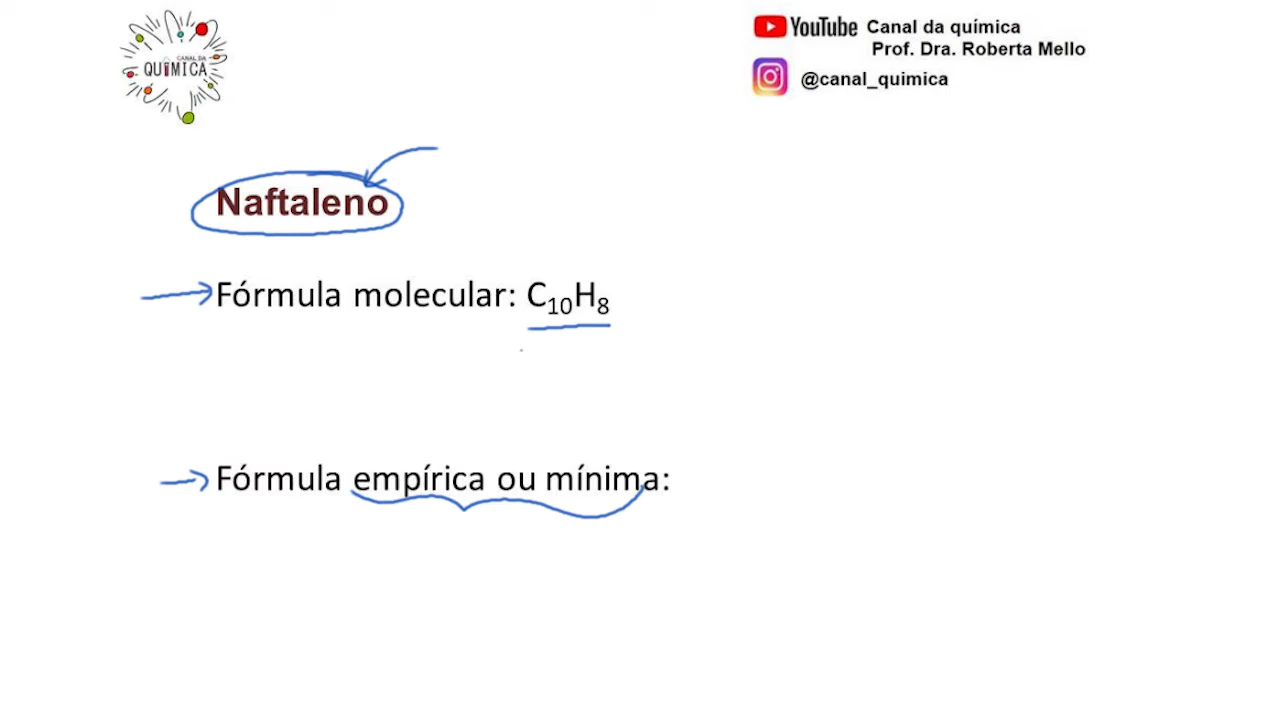 CANAL DA
QUÍMICA
YouTube Canal da química
Prof. Dra. Roberta Mello
@canal_quimica
Naftaleno
Fórmula molecular: C₁₀H₈
Fórmula empírica ou mínima: